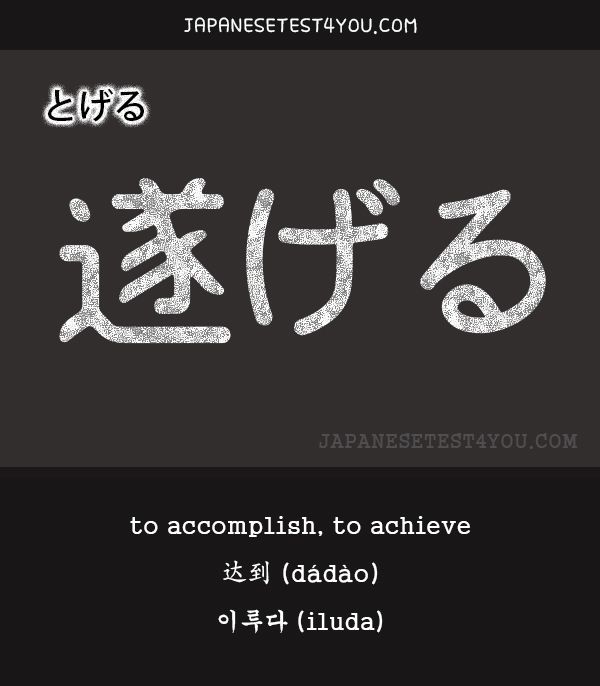 JAPANESETEST4YOU.COM
とげる
遂げる
JAPANESETEST4YOU.COM
to accomplish, to achieve
达到 (dádào)
이루다 (iluda)